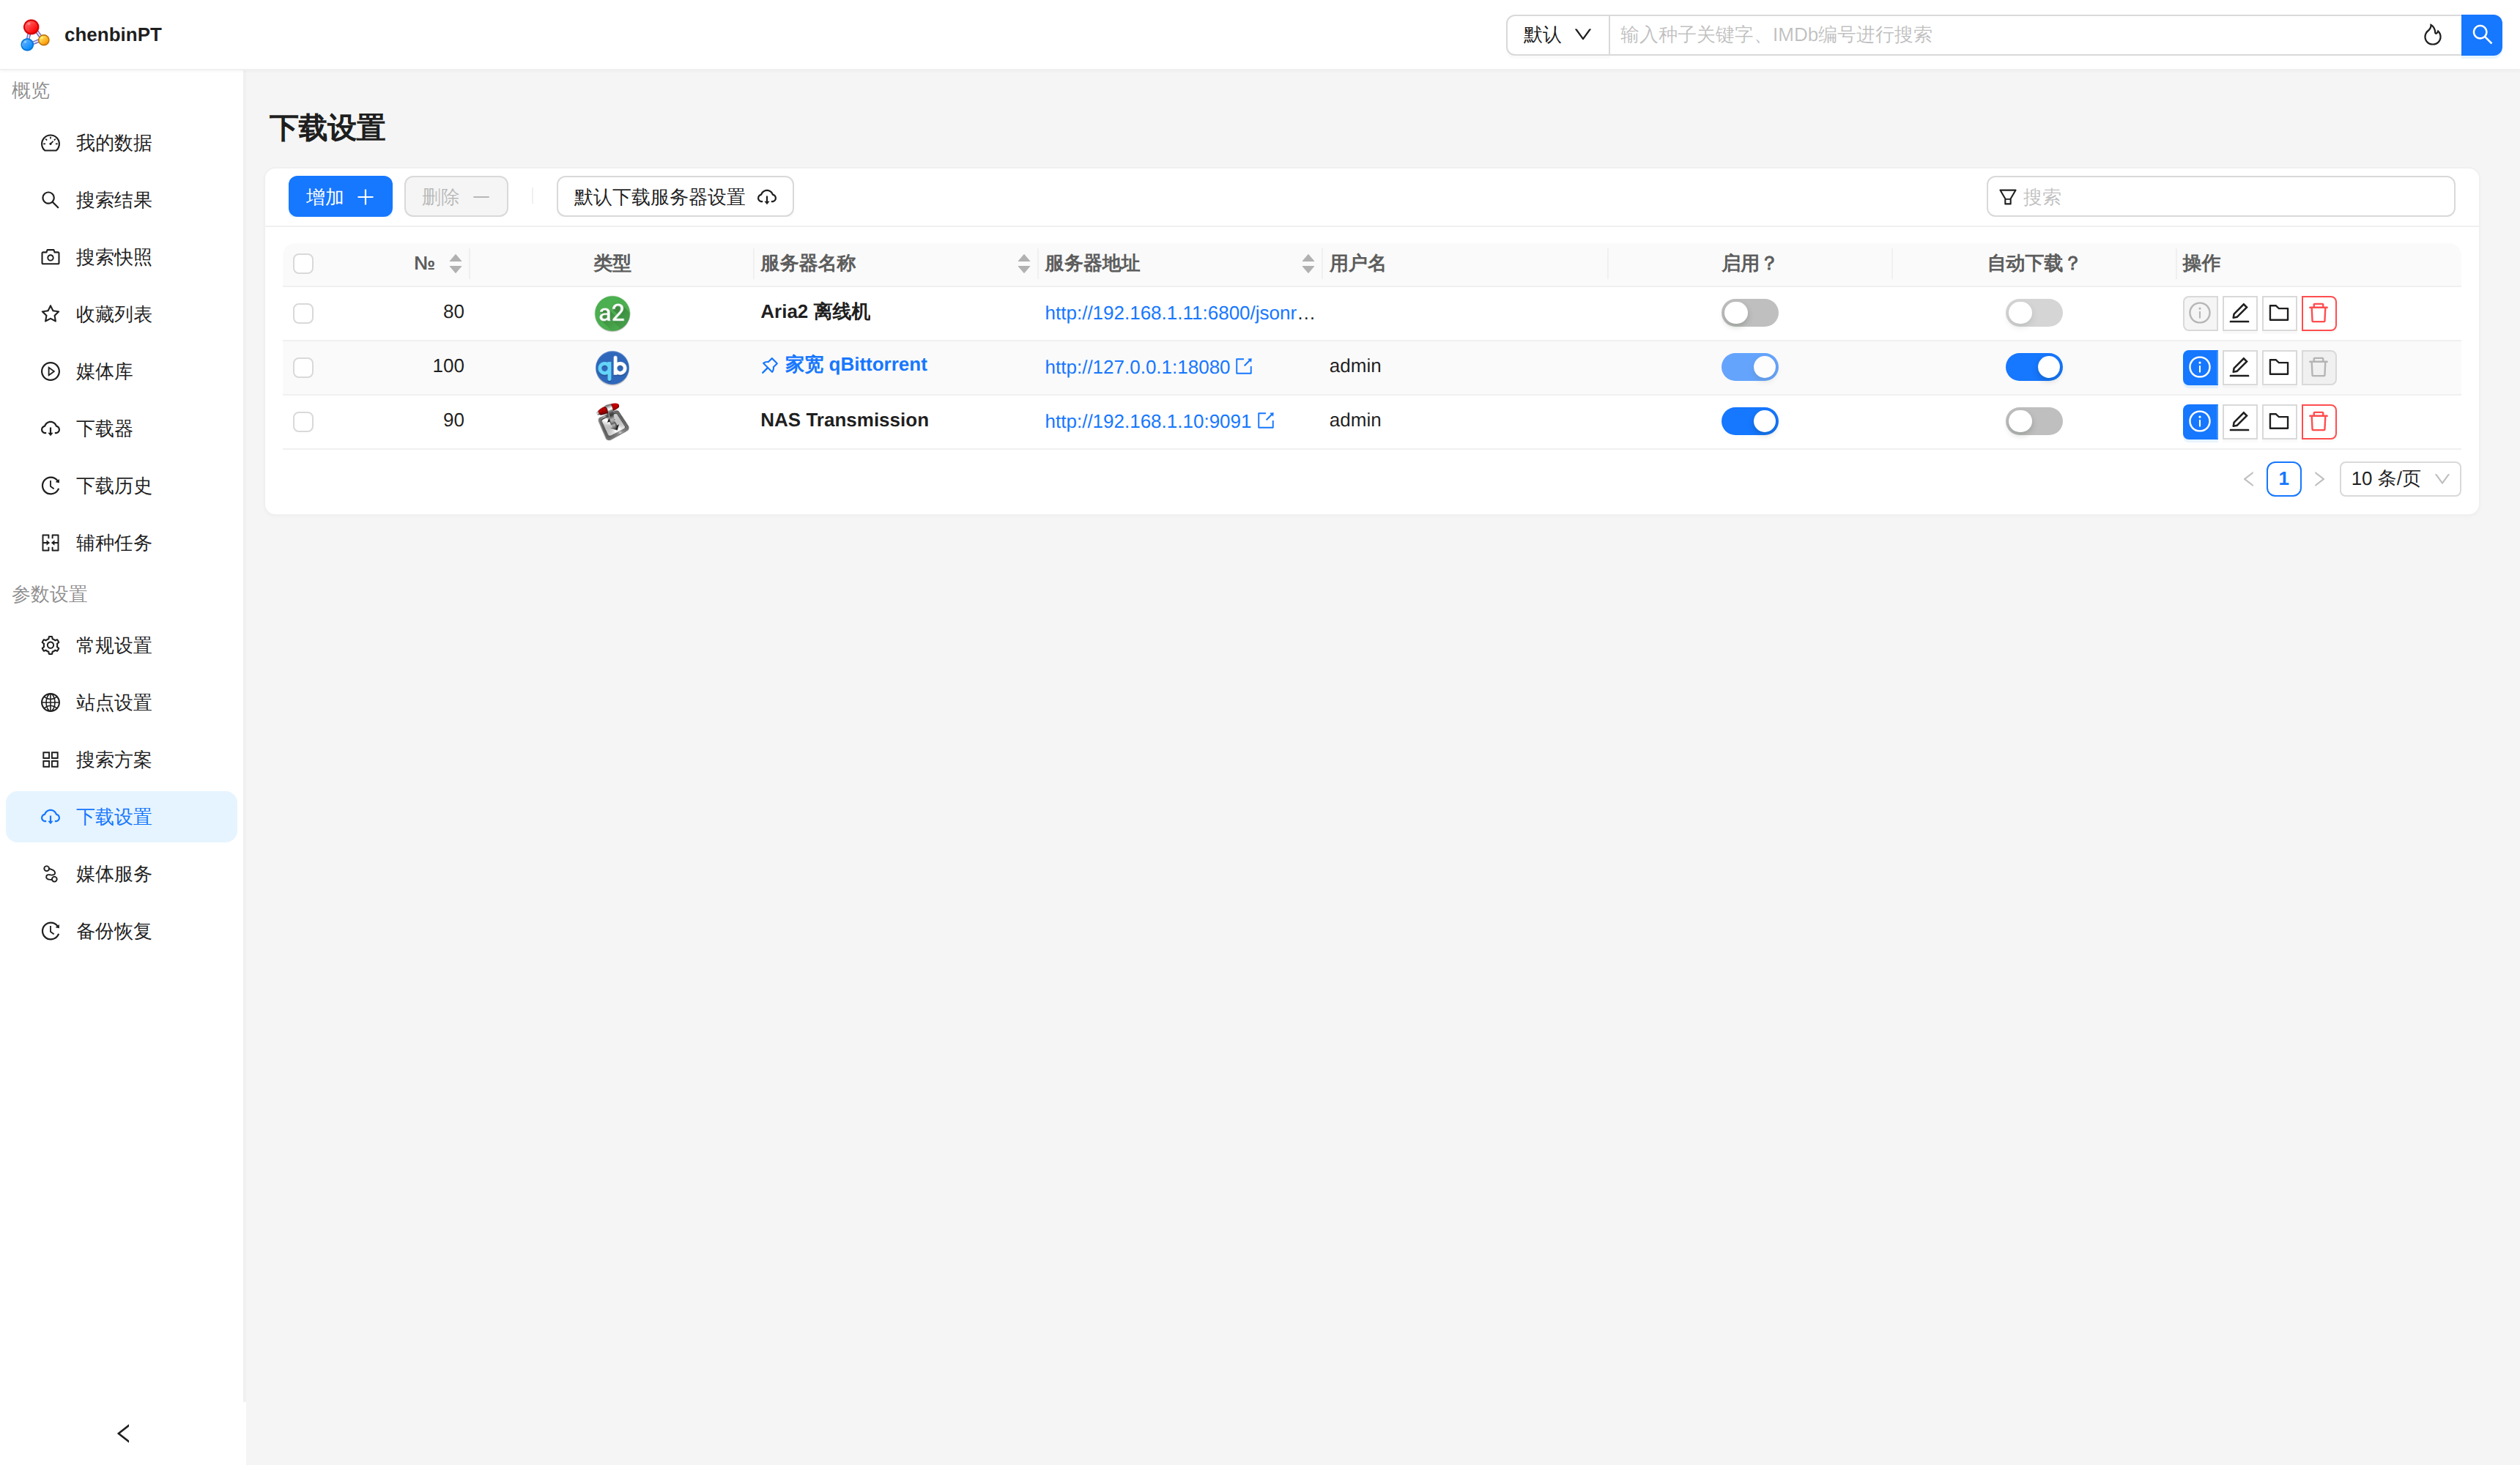 chenbinPT
默认
输入种子关键字、IMDb编号进行搜索
概览
我的数据
搜索结果
搜索快照
收藏列表
媒体库
下载器
下载历史
辅种任务
参数设置
常规设置
站点设置
搜索方案
下载设置
媒体服务
备份恢复
下载设置
增加
删除
默认下载服务器设置
搜索
№ 类型 服务器名称 服务器地址 用户名 启用？ 自动下载？ 操作
80 a2 Aria2 离线机 http://192.168.1.11:6800/jsonr…
100 qb 家宽 qBittorrent http://127.0.0.1:18080 admin
90 NAS Transmission http://192.168.1.10:9091 admin
1 10 条/页